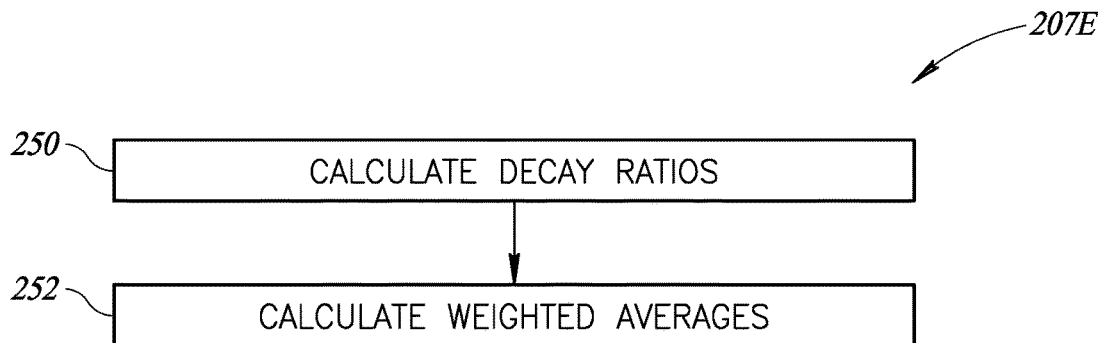 207E
250
CALCULATE DECAY RATIOS
252
CALCULATE WEIGHTED AVERAGES